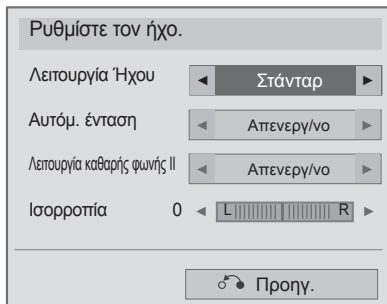 Ρυθμίστε τον ήχο.
Λειτουργία Ήχου ◄ Στάνταρ ►
Αυτόμ. ένταση ◄ Απενεργ/νο ►
Λειτουργία καθαρής φωνής II ◄ Απενεργ/νο ►
Ισορροπία 0 ◄ L R ►
Προηγ.